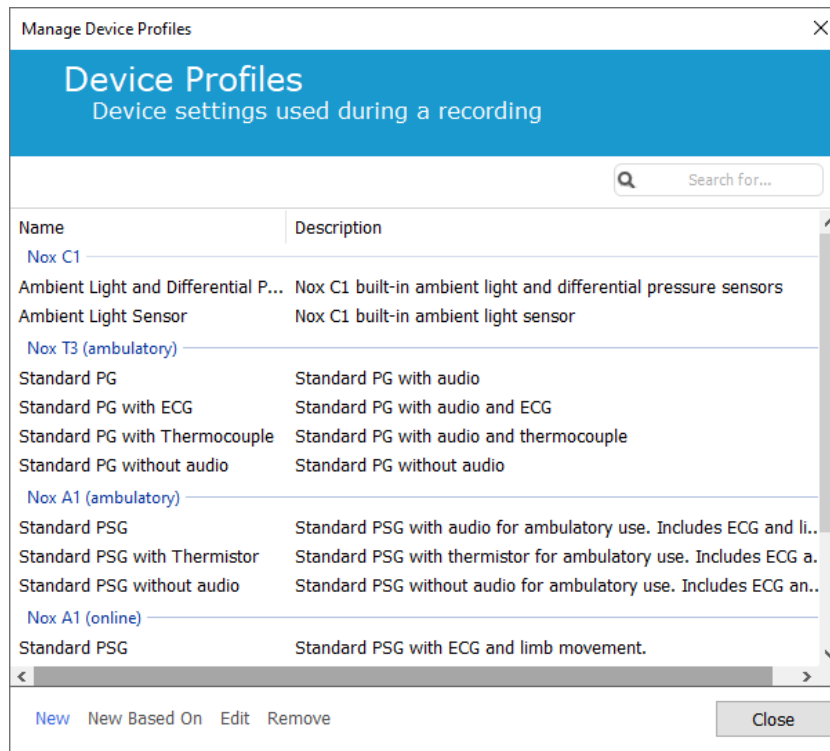 Manage Device Profiles
Device Profiles
Device settings used during a recording
Search for...
Name Description
Nox C1
Ambient Light and Differential P... Nox C1 built-in ambient light and differential pressure sensors
Ambient Light Sensor Nox C1 built-in ambient light sensor
Nox T3 (ambulatory)
Standard PG Standard PG with audio
Standard PG with ECG Standard PG with audio and ECG
Standard PG with Thermocouple Standard PG with audio and thermocouple
Standard PG without audio Standard PG without audio
Nox A1 (ambulatory)
Standard PSG Standard PSG with audio for ambulatory use. Includes ECG and li..
Standard PSG with Thermistor Standard PSG with thermistor for ambulatory use. Includes ECG a.
Standard PSG without audio Standard PSG without audio for ambulatory use. Includes ECG an..
Nox A1 (online)
Standard PSG Standard PSG with ECG and limb movement.
New New Based On Edit Remove Close